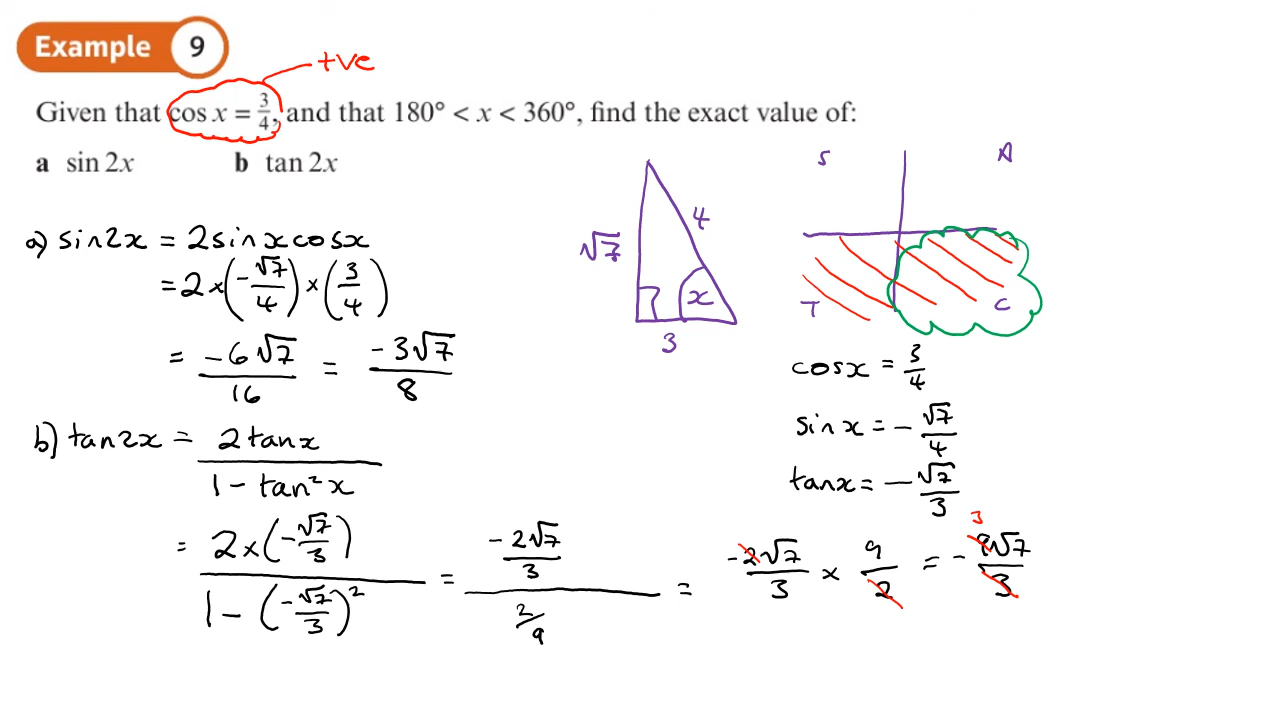 Example 9
+ve
Given that cos x = 3/4, and that 180° < x < 360°, find the exact value of:
a sin 2x b tan 2x
a) sin2x = 2sinxcosx
= 2 × (-√7/4) × (3/4)
= -6√7/16 = -3√7/8
b) tan2x = 2tanx / 1 - tan²x
= 2×(-√7/3) / 1 - (-√7/3)² = -2√7/3 / 2/9 = -2√7/3 × 9/2 = -9√7/3
3
√7
4
x
3
S A
T C
cosx = 3/4
sinx = -√7/4
tanx = -√7/3